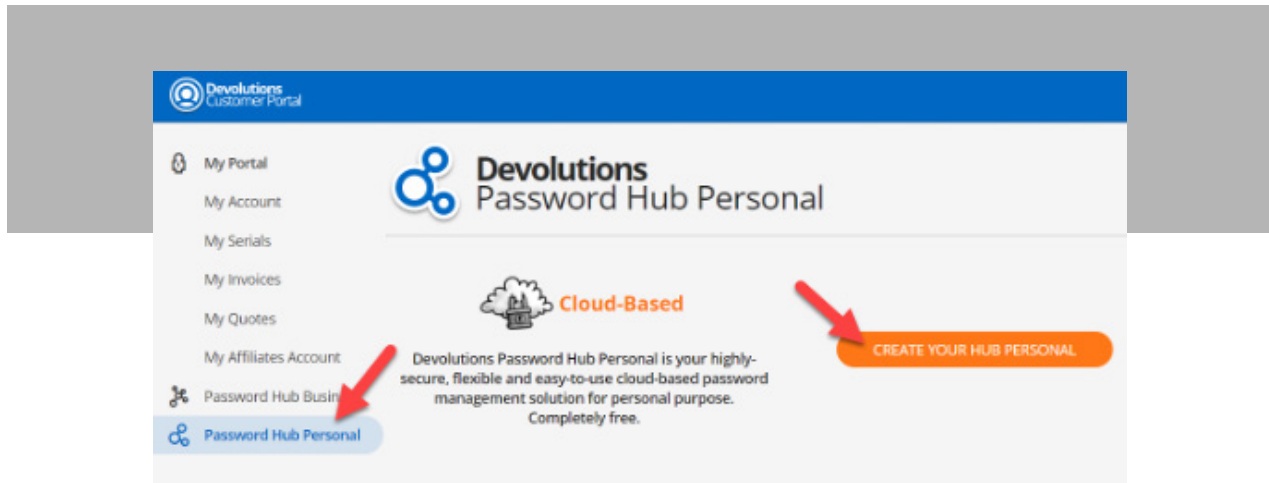 Devolutions
Customer Portal
My Portal
My Account
My Serials
My Invoices
My Quotes
My Affiliates Account
Password Hub Busin
Password Hub Personal
Devolutions
Password Hub Personal
Cloud-Based
Devolutions Password Hub Personal is your highly-
secure, flexible and easy-to-use cloud-based password
management solution for personal purpose.
Completely free.
CREATE YOUR HUB PERSONAL